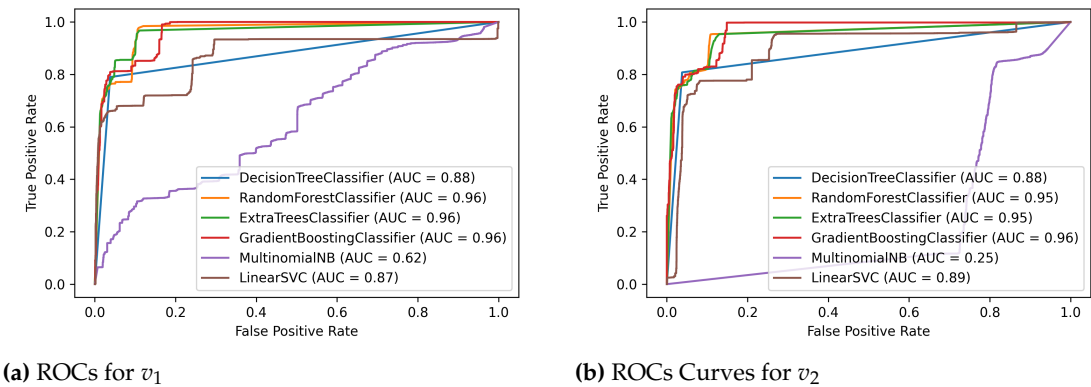 1.0
0.8
0.6
0.4
0.2
0.0
True Positive Rate
DecisionTreeClassifier (AUC = 0.88)
RandomForestClassifier (AUC = 0.96)
ExtraTreesClassifier (AUC = 0.96)
GradientBoostingClassifier (AUC = 0.96)
MultinomialNB (AUC = 0.62)
LinearSVC (AUC = 0.87)
0.0 0.2 0.4 0.6 0.8 1.0
False Positive Rate
(a) ROCs for v₁
1.0
0.8
0.6
0.4
0.2
0.0
True Positive Rate
DecisionTreeClassifier (AUC = 0.88)
RandomForestClassifier (AUC = 0.95)
ExtraTreesClassifier (AUC = 0.95)
GradientBoostingClassifier (AUC = 0.96)
MultinomialNB (AUC = 0.25)
LinearSVC (AUC = 0.89)
0.0 0.2 0.4 0.6 0.8 1.0
False Positive Rate
(b) ROCs Curves for v₂